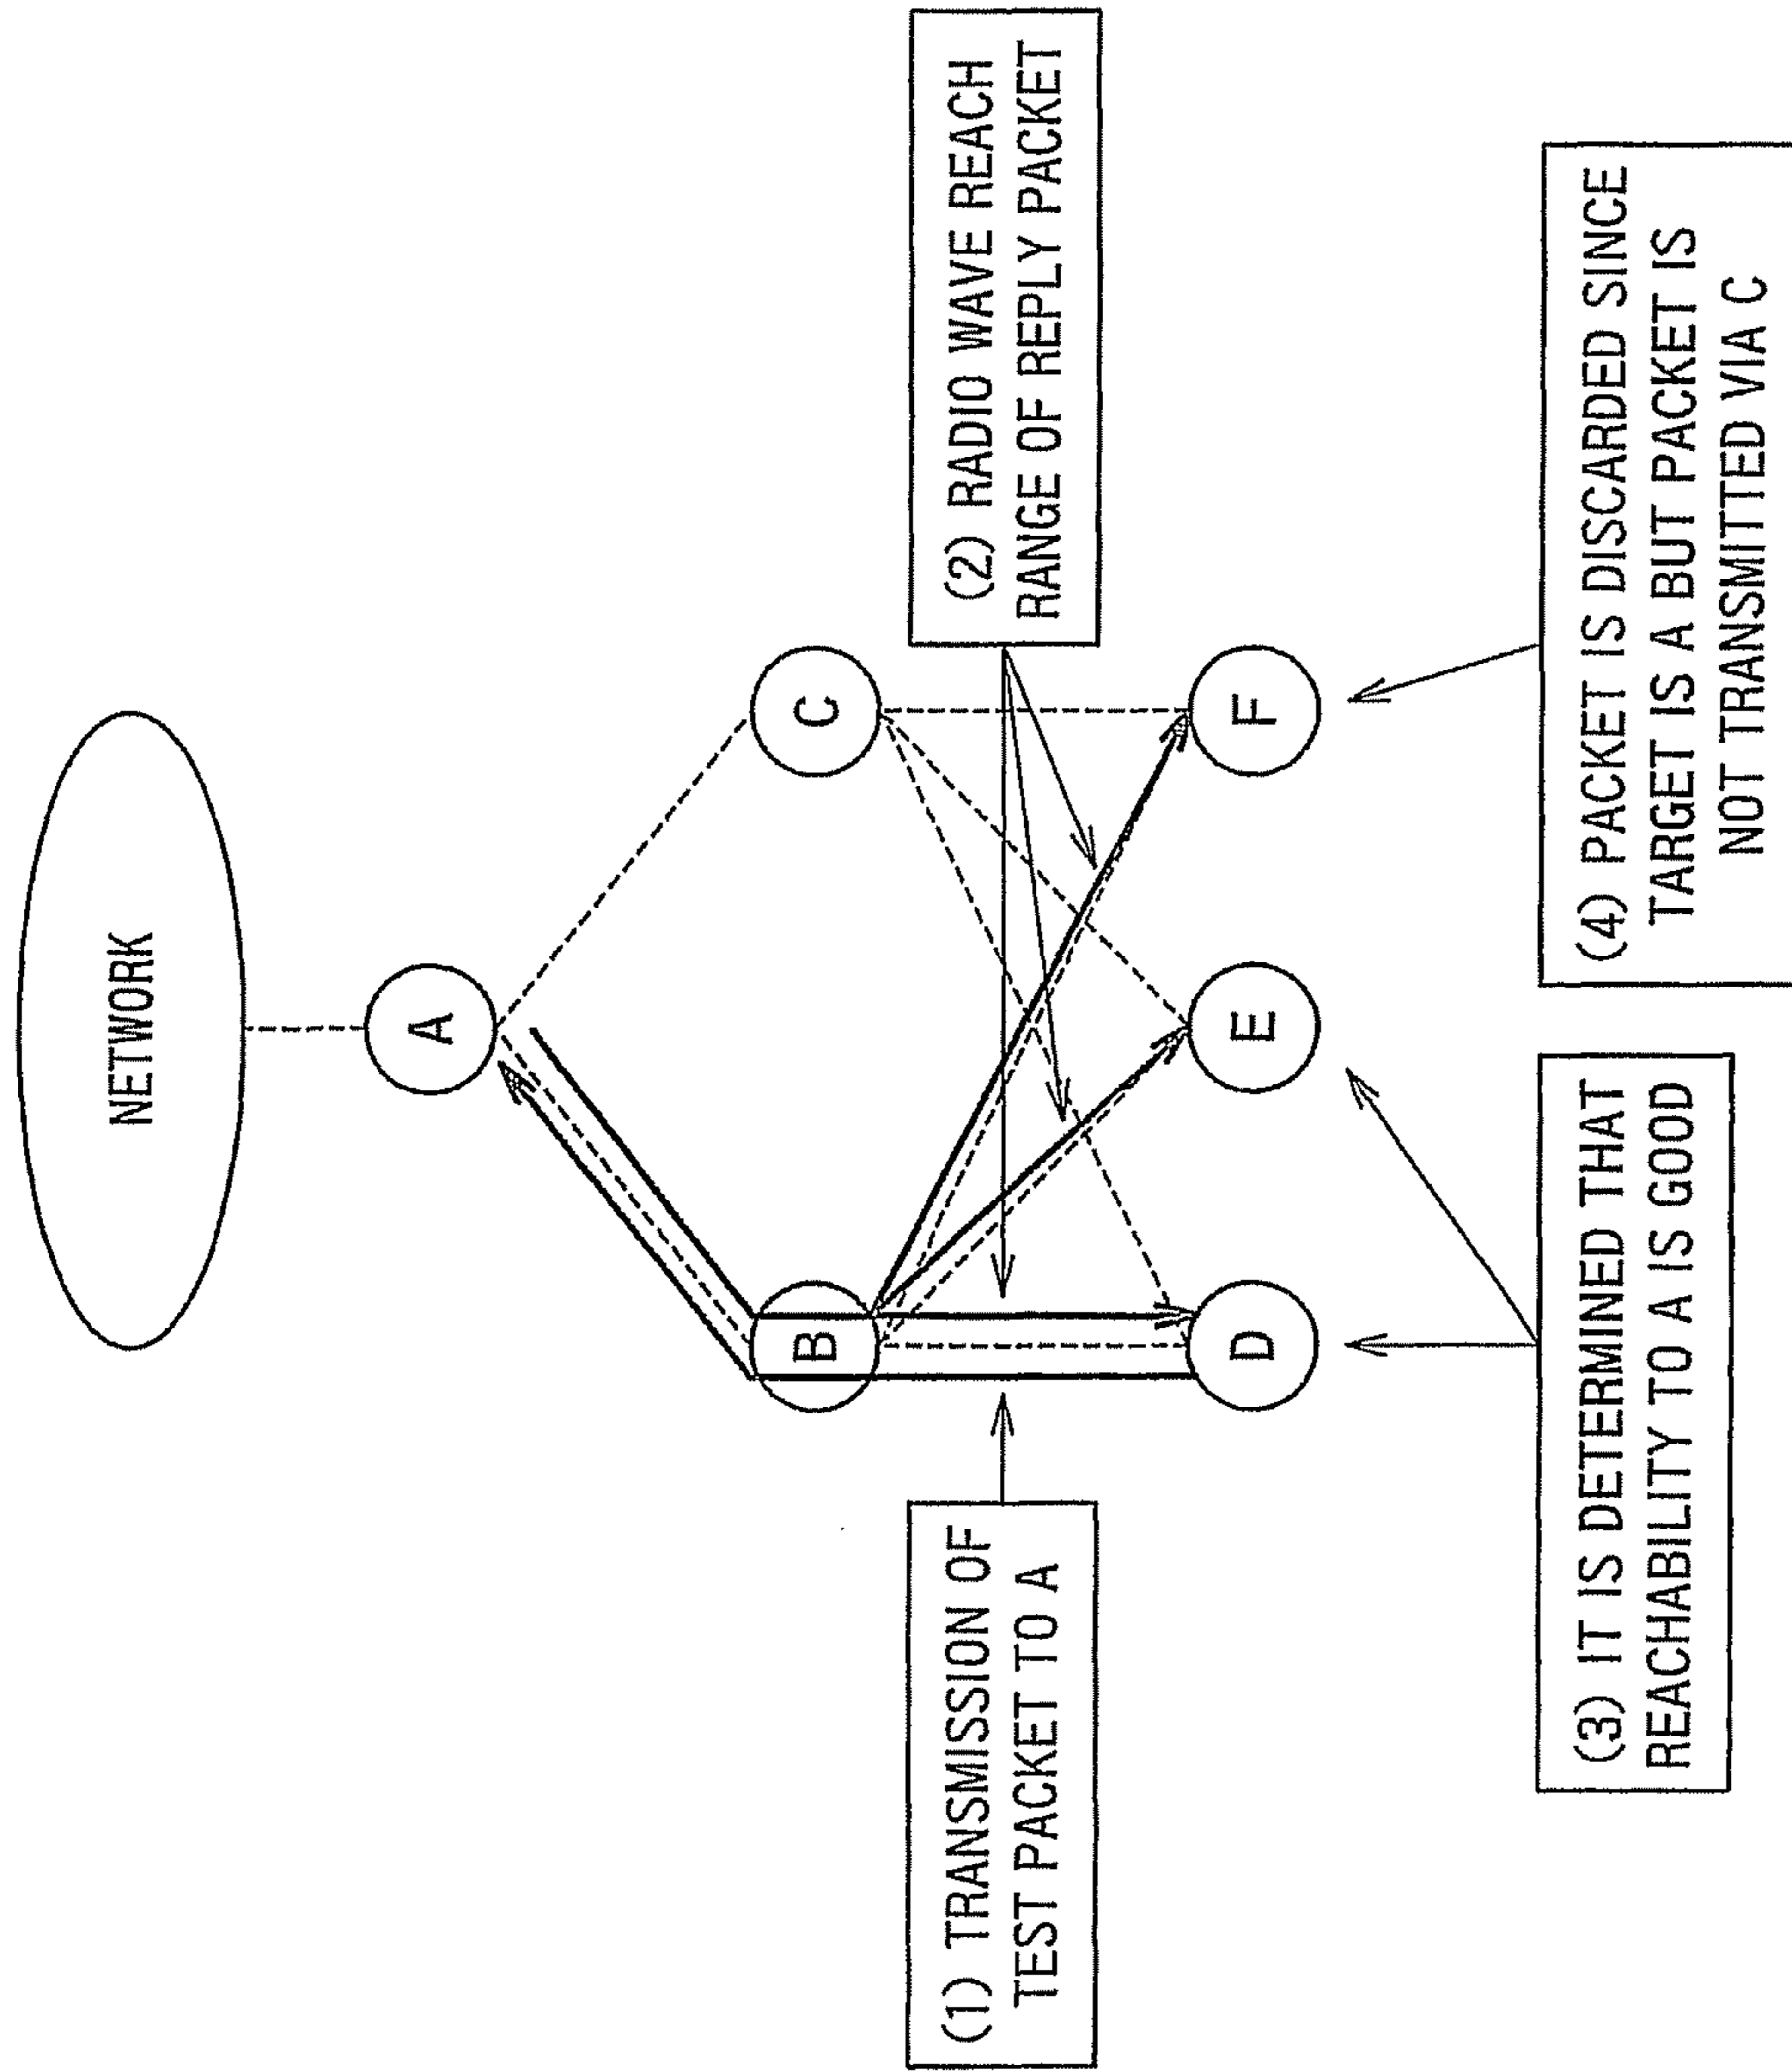 NETWORK
A
B
C
D
E
F
(1) TRANSMISSION OF
TEST PACKET TO A
(2) RADIO WAVE REACH
RANGE OF REPLY PACKET
(3) IT IS DETERMINED THAT
REACHABILITY TO A IS GOOD
(4) PACKET IS DISCARDED SINCE
TARGET IS A BUT PACKET IS
NOT TRANSMITTED VIA C